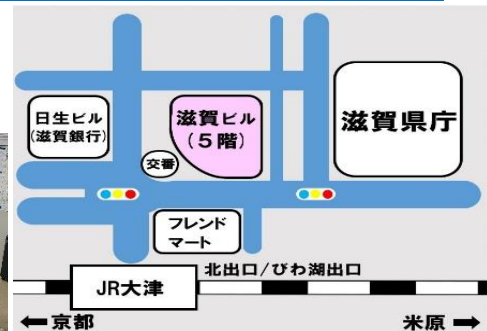 日生ビル
(滋賀銀行)
滋賀ビル
(5階)
滋賀県庁
交番
フレンド
マート
北出口/びわ湖出口
JR大津
←京都
米原→